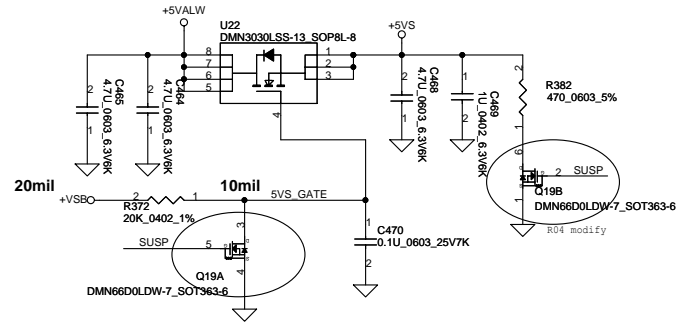 +5VALW
U22
DMN3030LSS-13_SOP8L-8
+5VS
8
7
6
5
1
2
3
4
2
C465
4.7U_0603_6.3V6K
1
2
C464
4.7U_0603_6.3V6K
1
2
C468
4.7U_0603_6.3V6K
1
1
C469
1U_0402_6.3V6K
2
2
R382
470_0603_5%
1
6
2
SUSP
Q19B
1
DMN66D0LDW-7_SOT363-6
R04 modify
20mil
+VSB
2
1
R372
20K_0402_1%
10mil
5VS_GATE
SUSP
5
3
4
Q19A
DMN66D0LDW-7_SOT363-6
1
C470
0.1U_0603_25V7K
2